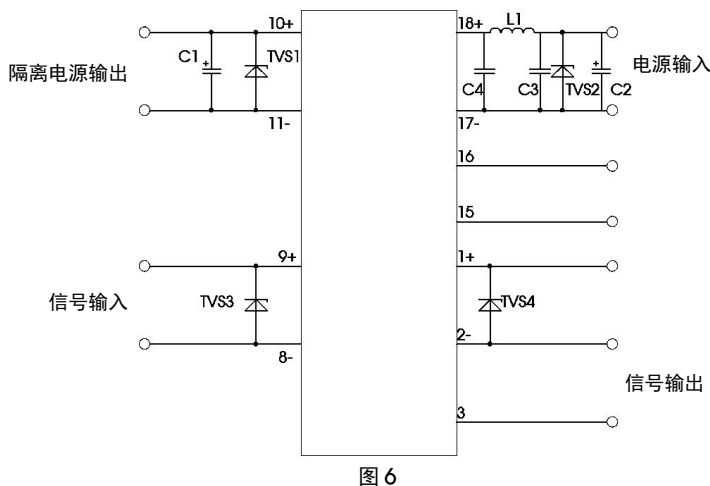 10+
18+
L1
C1
+
TVS1
隔离电源输出
C4
C3
TVS2
+
C2
电源输入
11-
17-
16
15
9+
1+
信号输入
TVS3
TVS4
8-
2-
信号输出
3
图 6